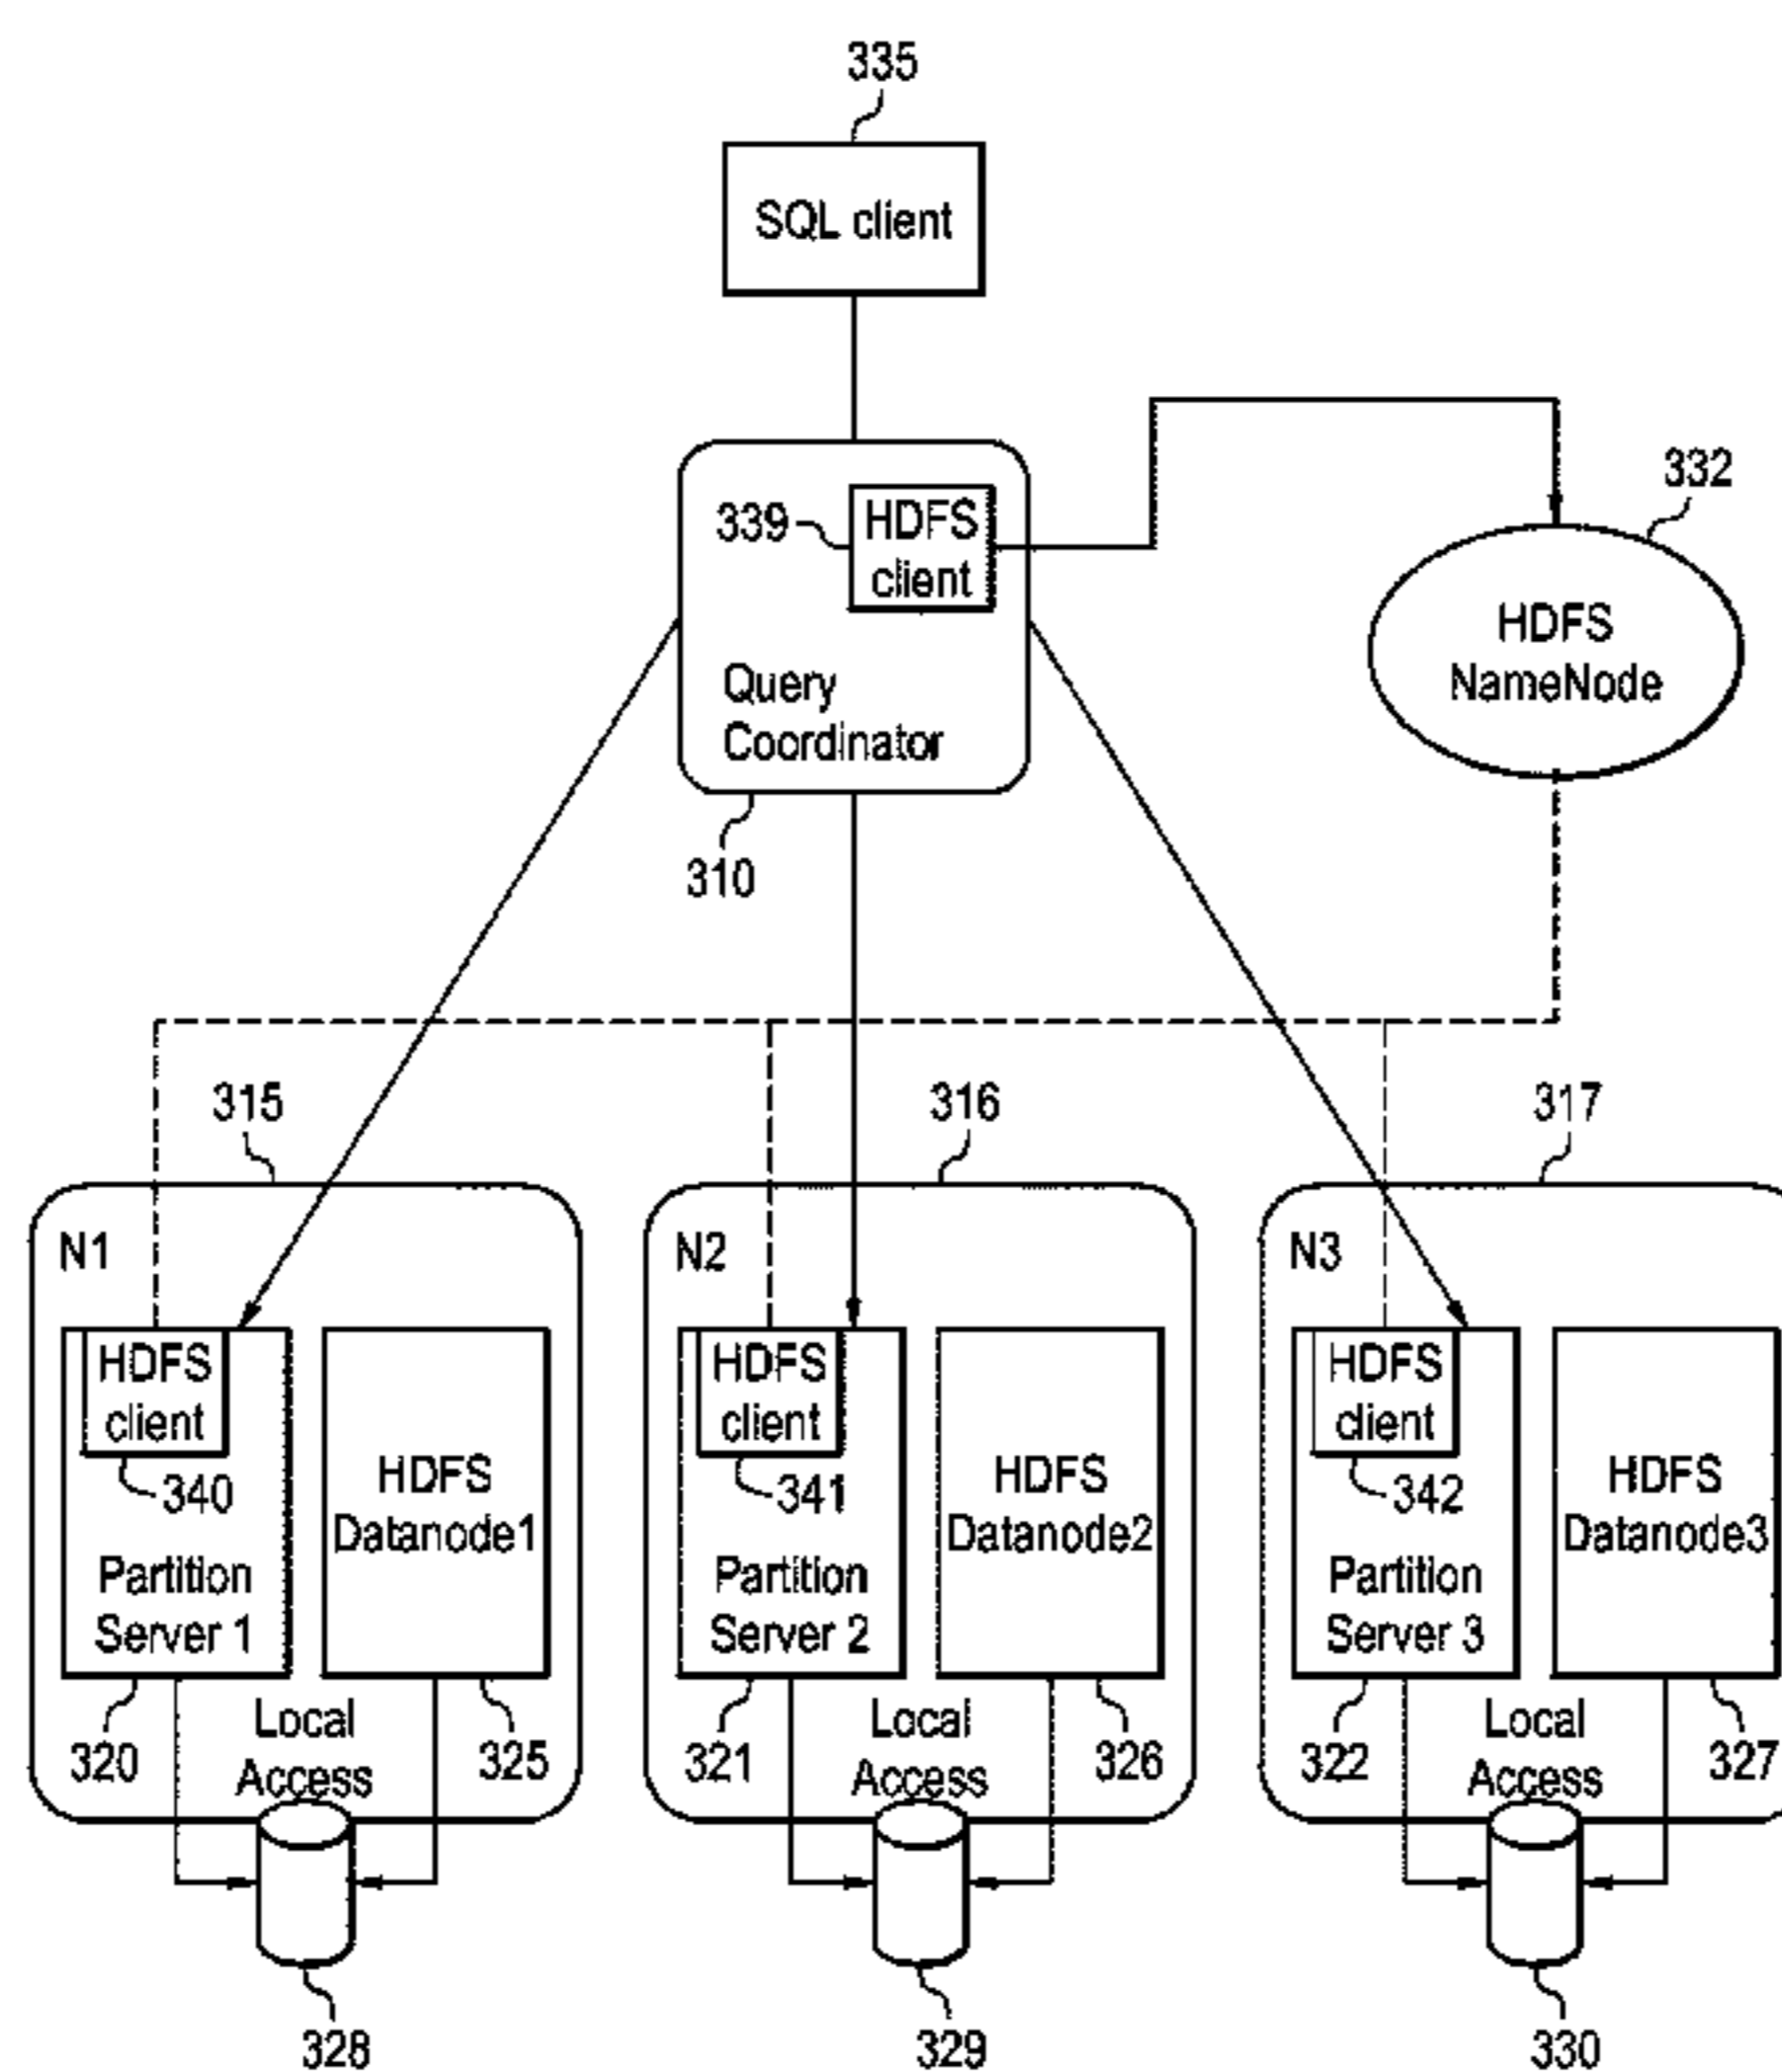 335
SQL client
332
339
HDFS
client
HDFS
NameNode
Query
Coordinator
310
315
316
317
N1
N2
N3
HDFS
client
340
Partition
Server 1
HDFS
Datanode1
HDFS
client
341
Partition
Server 2
HDFS
Datanode2
HDFS
client
342
Partition
Server 3
HDFS
Datanode3
320
Local
Access
325
321
Local
Access
326
322
Local
Access
327
328
329
330